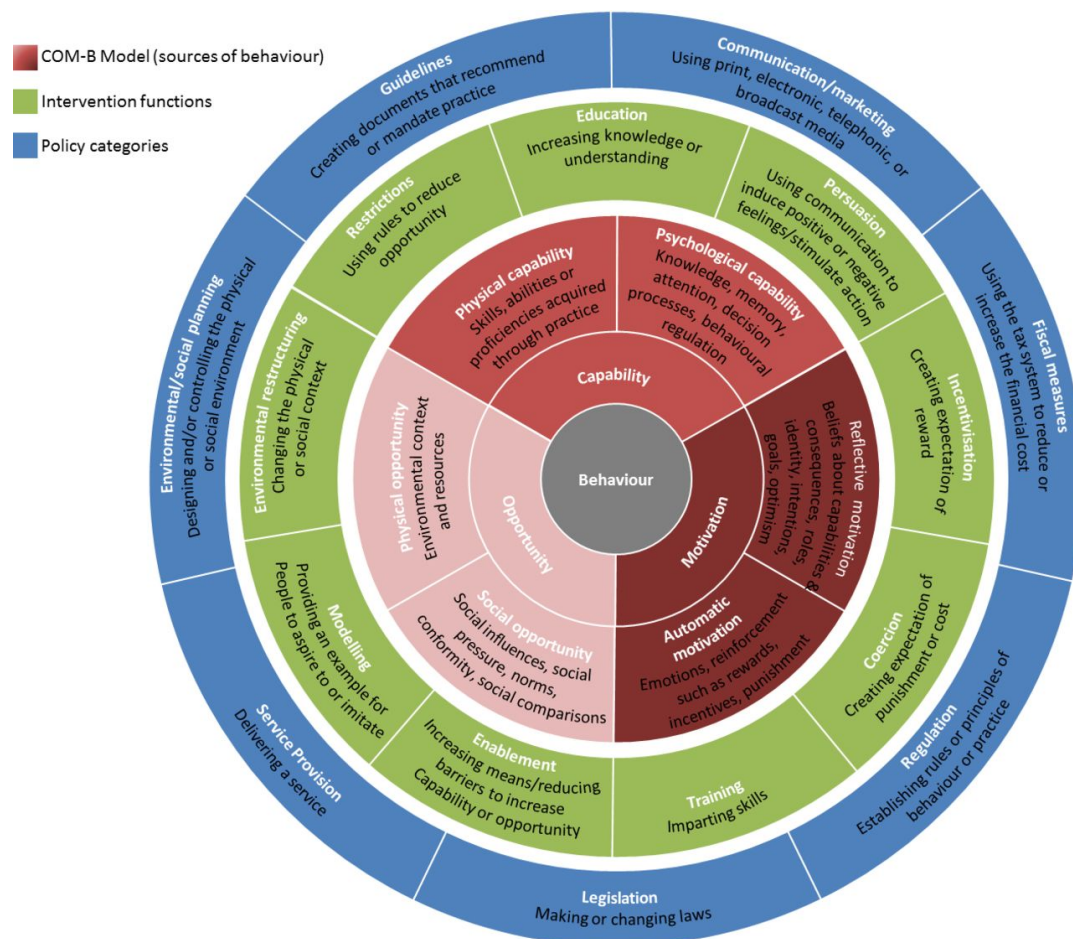 COM-B Model (sources of behaviour)
Intervention functions
Policy categories
Guidelines
Creating documents that recommend
or mandate practice
Communication/marketing
Using print, electronic, telephonic, or
broadcast media
Fiscal measures
Using the tax system to reduce or
increase the financial cost
Regulation
Establishing rules or principles of
behaviour or practice
Legislation
Making or changing laws
Service Provision
Delivering a service
Environmental/social planning
Designing and/or controlling the physical
or social environment
Education
Increasing knowledge or
understanding
Persuasion
Using communication to
induce positive or negative
feelings/stimulate action
Incentivisation
Creating expectation of
reward
Coercion
Creating expectation of
punishment or cost
Training
Imparting skills
Enablement
Increasing means/reducing
barriers to increase
Capability or opportunity
Modelling
Providing an example for
People to aspire to or imitate
Environmental restructuring
Changing the physical
or social context
Restrictions
Using rules to reduce
opportunity
Physical capability
Skills, abilities or
proficiencies acquired
through practice
Psychological capability
Knowledge, memory,
attention, decision
processes, behavioural
regulation
Reflective motivation
Beliefs about capabilities &
consequences, roles,
identity, intentions,
goals, optimism
Automatic
motivation
Emotions, reinforcement
such as rewards,
incentives, punishment
Social opportunity
Social influences, social
pressure, norms,
conformity, social comparisons
Physical opportunity
Environmental context
and resources
Capability
Motivation
Opportunity
Behaviour